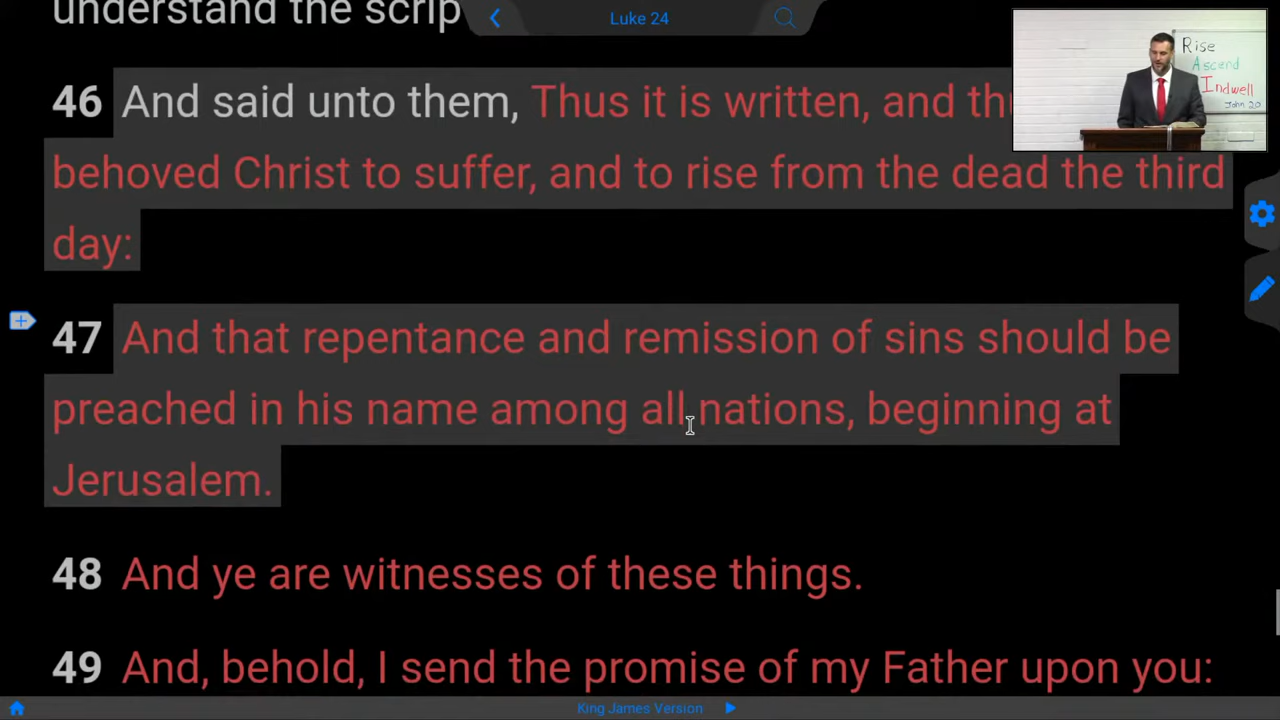 understand the scrip
Luke 24
46 And said unto them, Thus it is written, and thu
behoved Christ to suffer, and to rise from the dead the third
day:
47 And that repentance and remission of sins should be
preached in his name among all nations, beginning at
Jerusalem.
48 And ye are witnesses of these things.
49 And, behold, I send the promise of my Father upon you:
King James Version
Rise
Ascend
Indwell
John 20